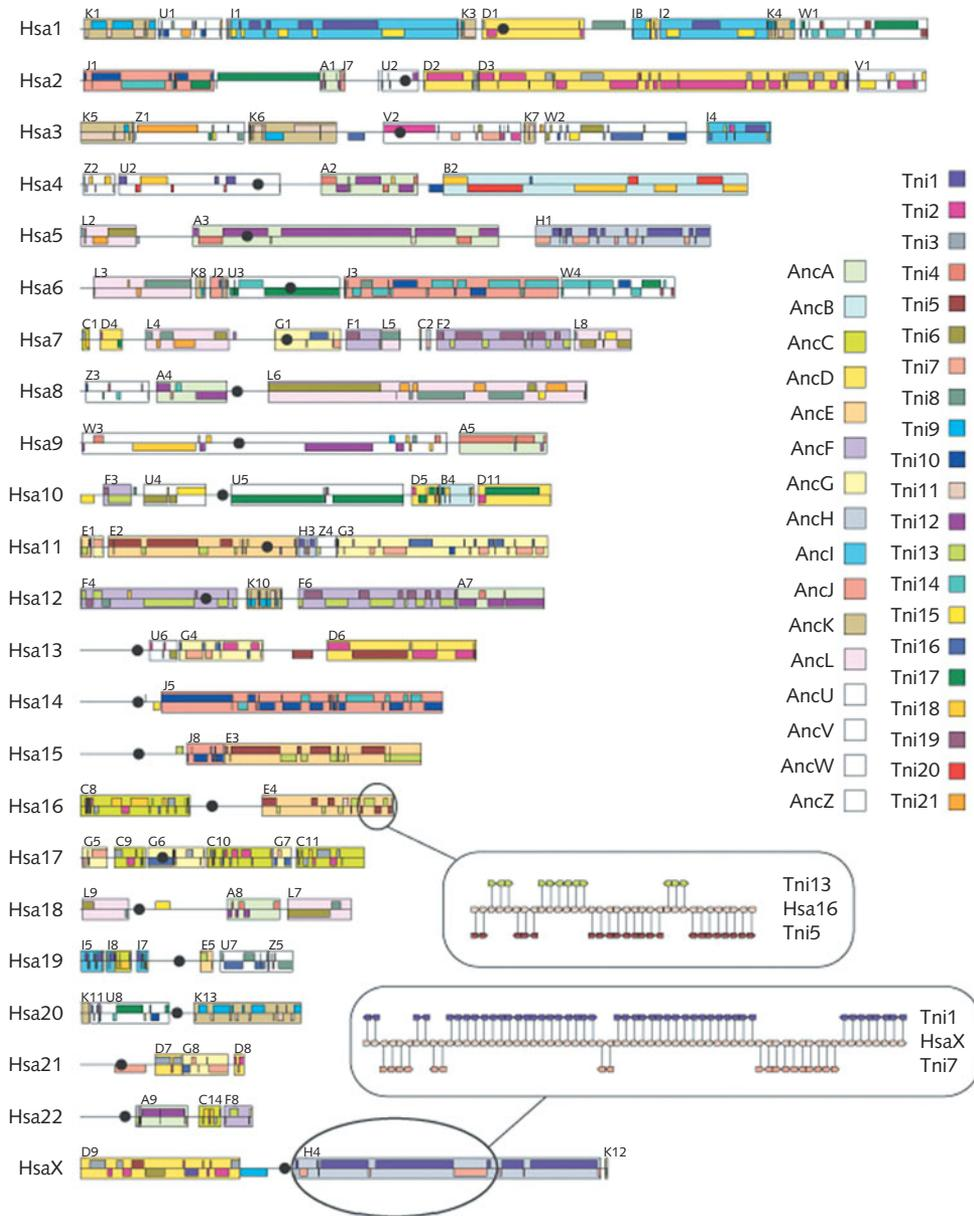 K1 U1 I1 K3 D1 IB I2 K4 W1
Hsa1
J1 A1 J7 U2 D2 D3 V1
Hsa2
K5 Z1 K6 V2 K7 W2 I4
Hsa3
Z2 U2 A2 B2
Hsa4
L2 A3 H1
Hsa5
L3 K8 J2 U3 J3 W4
Hsa6
C1 D4 L4 G1 F1 L5 C2 F2 L8
Hsa7
Z3 A4 L6
Hsa8
W3 A5
Hsa9
F3 U4 U5 D5 B4 D11
Hsa10
E1 E2 H3 Z4 G3
Hsa11
F4 K10 F6 A7
Hsa12
U6 G4 D6
Hsa13
J5
Hsa14
J8 E3
Hsa15
C8 E4
Hsa16
G5 C9 G6 C10 G7 C11
Hsa17
L9 A8 L7
Hsa18
I5 I8 I7 E5 U7 Z5
Hsa19
K11 U8 K13
Hsa20
D7 G8 D8
Hsa21
A9 C14 F8
Hsa22
D9 H4 K12
HsaX
AncA
AncB
AncC
AncD
AncE
AncF
AncG
AncH
AncI
AncJ
AncK
AncL
AncU
AncV
AncW
AncZ
Tni1
Tni2
Tni3
Tni4
Tni5
Tni6
Tni7
Tni8
Tni9
Tni10
Tni11
Tni12
Tni13
Tni14
Tni15
Tni16
Tni17
Tni18
Tni19
Tni20
Tni21
Tni13
Hsa16
Tni5
Tni1
HsaX
Tni7